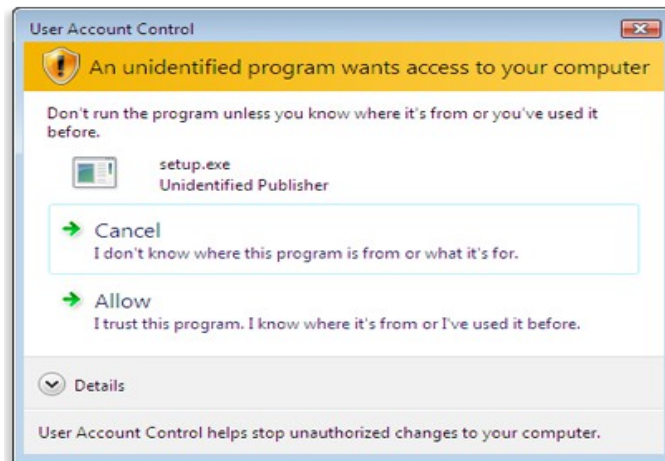 User Account Control
An unidentified program wants access to your computer
Don't run the program unless you know where it's from or you've used it
before.
setup.exe
Unidentified Publisher
Cancel
I don't know where this program is from or what it's for.
Allow
I trust this program. I know where it's from or I've used it before.
Details
User Account Control helps stop unauthorized changes to your computer.